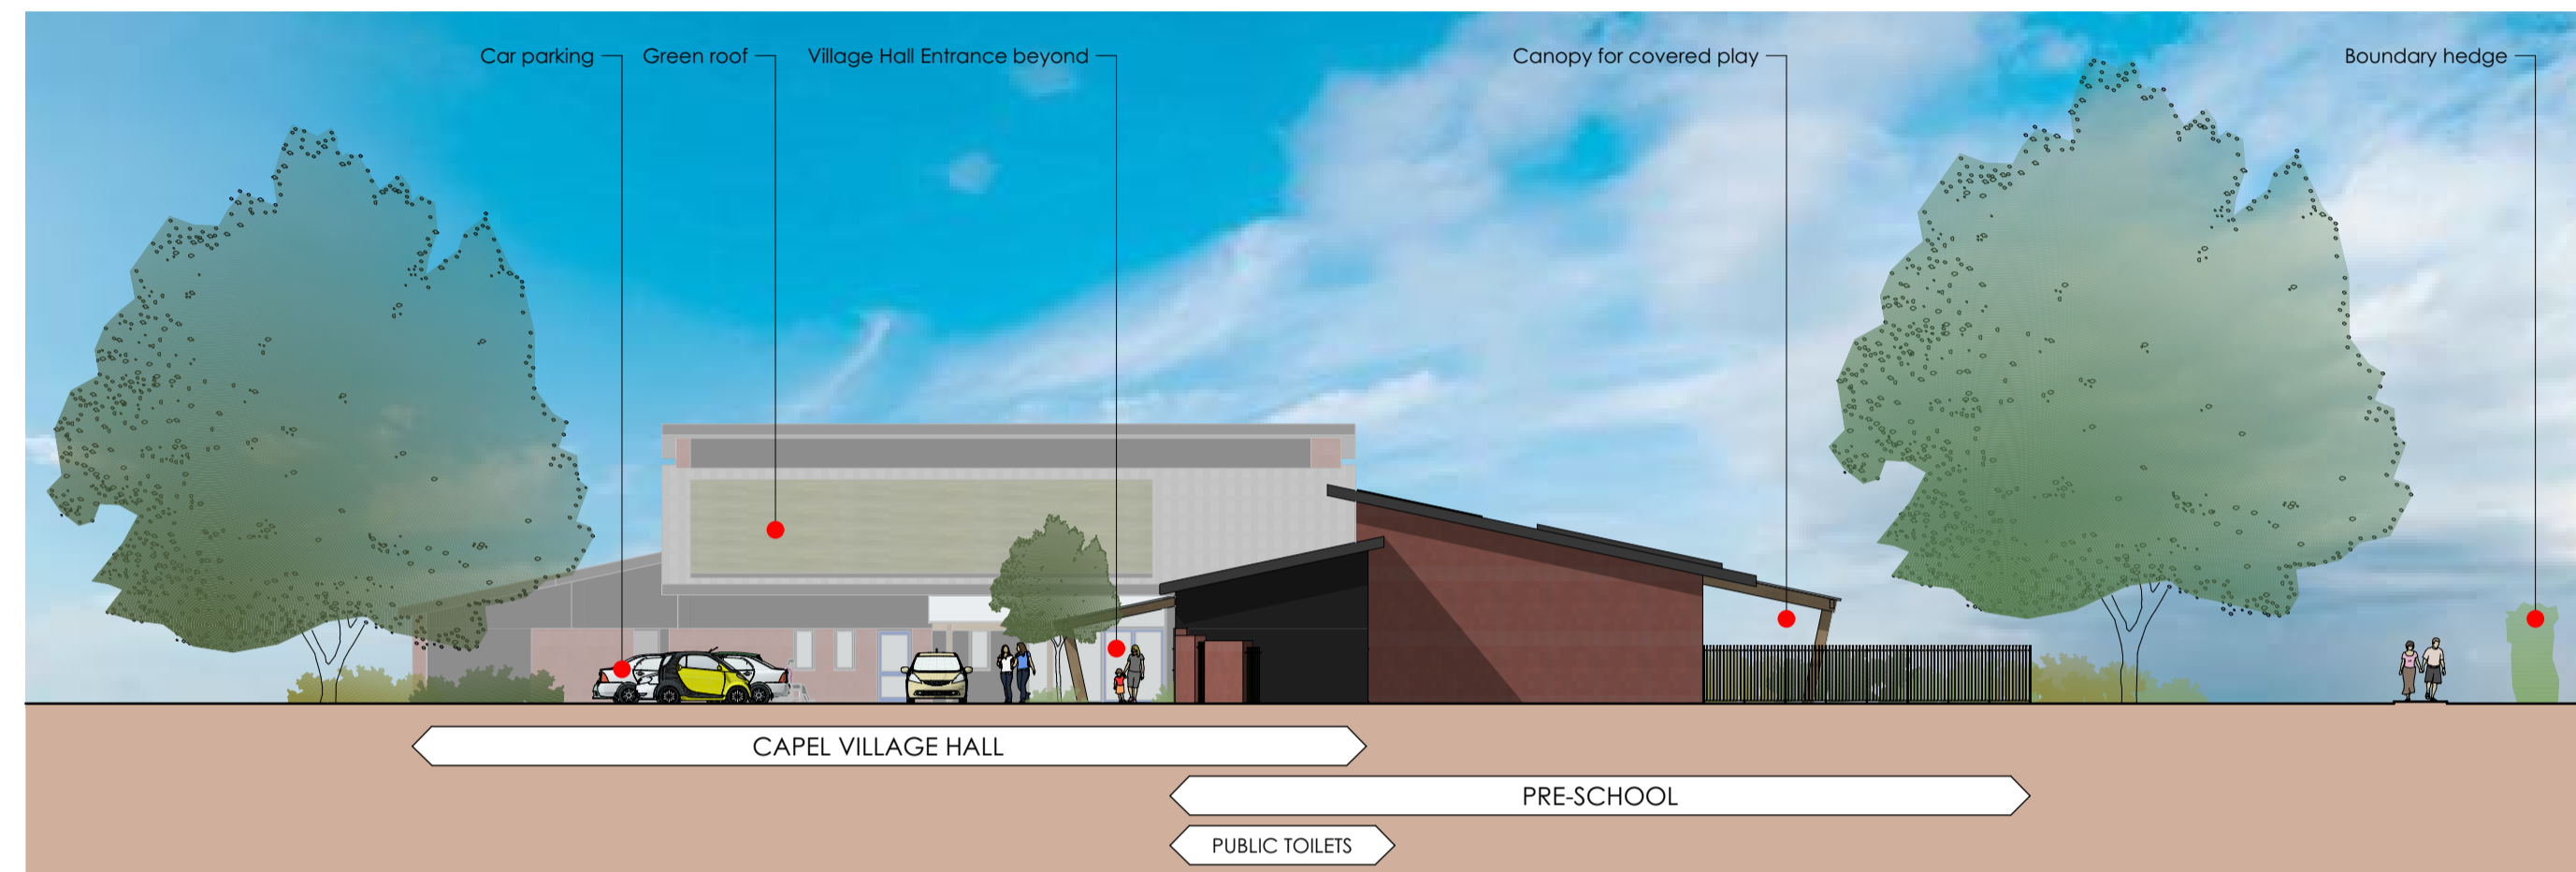 Car parking
Green roof
Village Hall Entrance beyond
Canopy for covered play
Boundary hedge
CAPEL VILLAGE HALL
PRE-SCHOOL
PUBLIC TOILETS